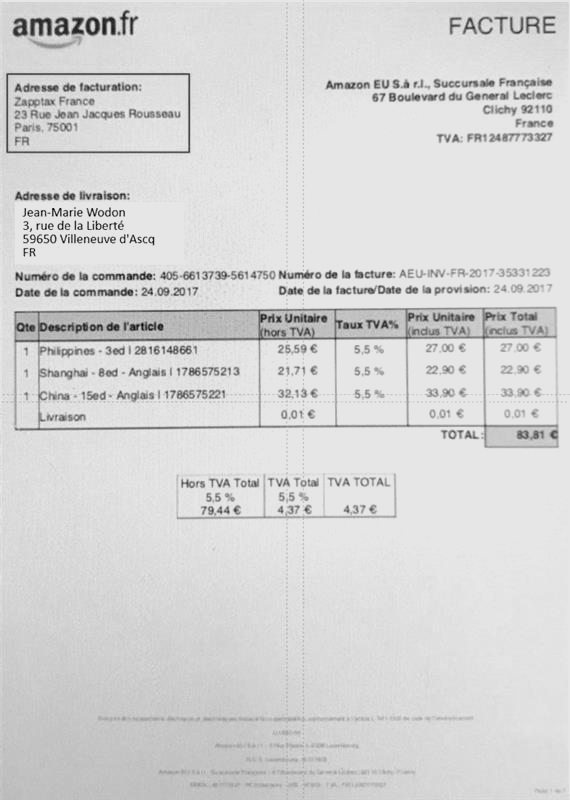 amazon.fr
FACTURE
Adresse de facturation:
Zapptax France
23 Rue Jean Jacques Rousseau
Paris, 75001
FR
Amazon EU S.à r.l., Succursale Française
67 Boulevard du General Leclerc
Clichy 92110
France
TVA: FR12487773327
Adresse de livraison:
Jean-Marie Wodon
3, rue de la Liberté
59650 Villeneuve d'Ascq
FR
Numéro de la commande: 405-6613739-5614750 Numéro de la facture: AEU-INV-FR-2017-35331223
Date de la commande: 24.09.2017 Date de la facture/Date de la provision: 24.09.2017
Qte Description de l'article Prix Unitaire (hors TVA) Taux TVA% Prix Unitaire (inclus TVA) Prix Total (inclus TVA)
1 Philippines - 3ed | 2816148661 25,59 € 5,5 % 27,00 € 27,00 €
1 Shanghai - 8ed - Anglais | 1786575213 21,71 € 5,5 % 22,90 € 22,90 €
1 China - 15ed - Anglais | 1786575221 32,13 € 5,5 % 33,90 € 33,90 €
Livraison 0,01 € 0,01 € 0,01 €
TOTAL: 83,81 €
Hors TVA Total TVA Total TVA TOTAL
5,5 % 5,5 %
79,44 € 4,37 € 4,37 €